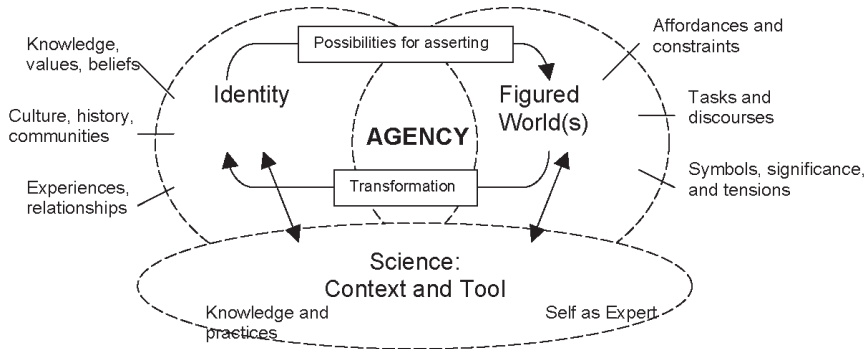 Possibilities for asserting
Affordances and
constraints
Knowledge,
values, beliefs
Identity
Figured
World(s)
Tasks and
discourses
Culture, history,
communities
AGENCY
Symbols, significance,
and tensions
Experiences,
relationships
Transformation
Science:
Context and Tool
Knowledge and
practices
Self as Expert